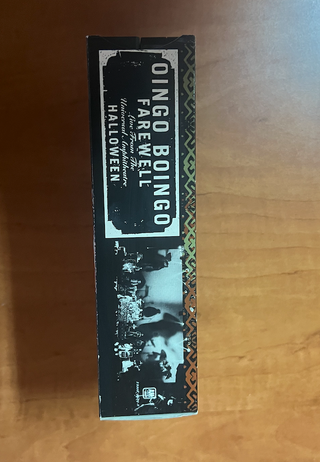 OINGO BOINGO
FAREWELL
Live From The
Universal Amphitheatre
HALLOWEEN